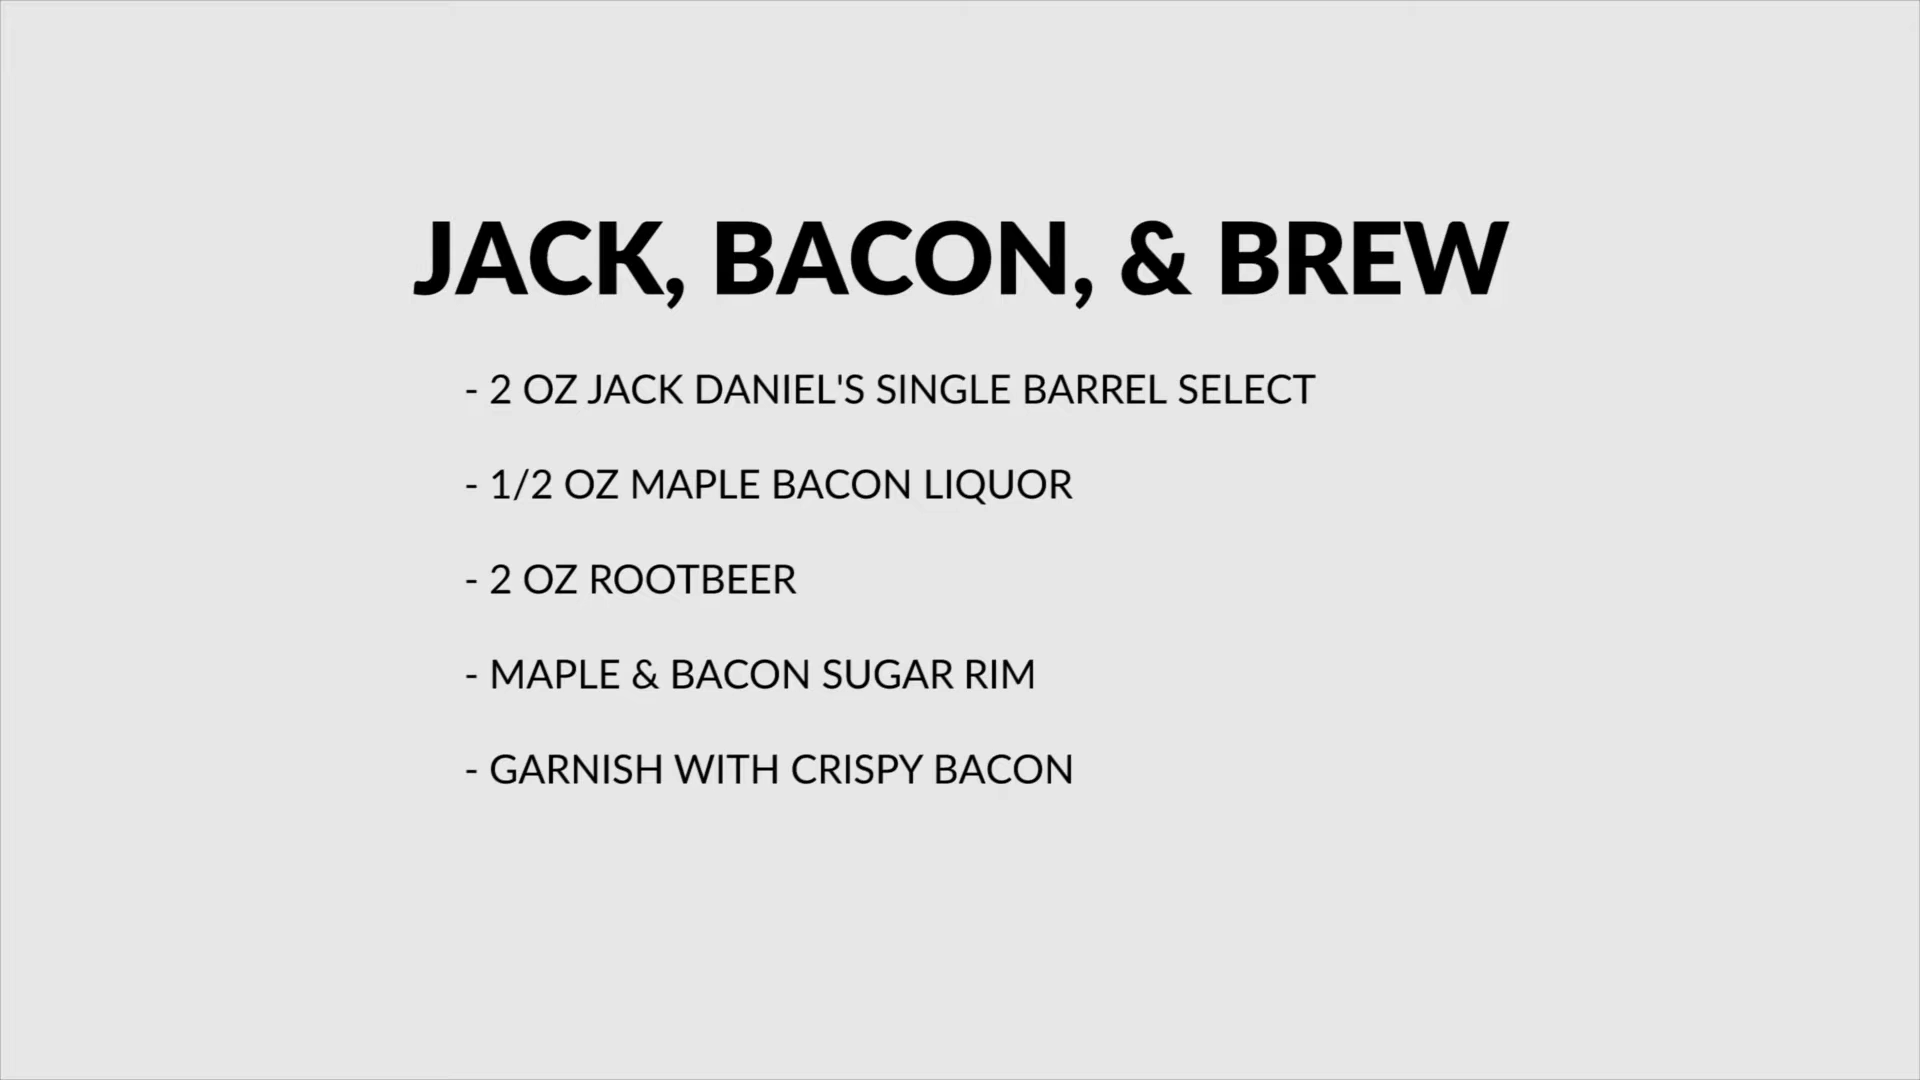 JACK, BACON, & BREW
- 2 OZ JACK DANIEL'S SINGLE BARREL SELECT
- 1/2 OZ MAPLE BACON LIQUOR
- 2 OZ ROOTBEER
- MAPLE & BACON SUGAR RIM
- GARNISH WITH CRISPY BACON